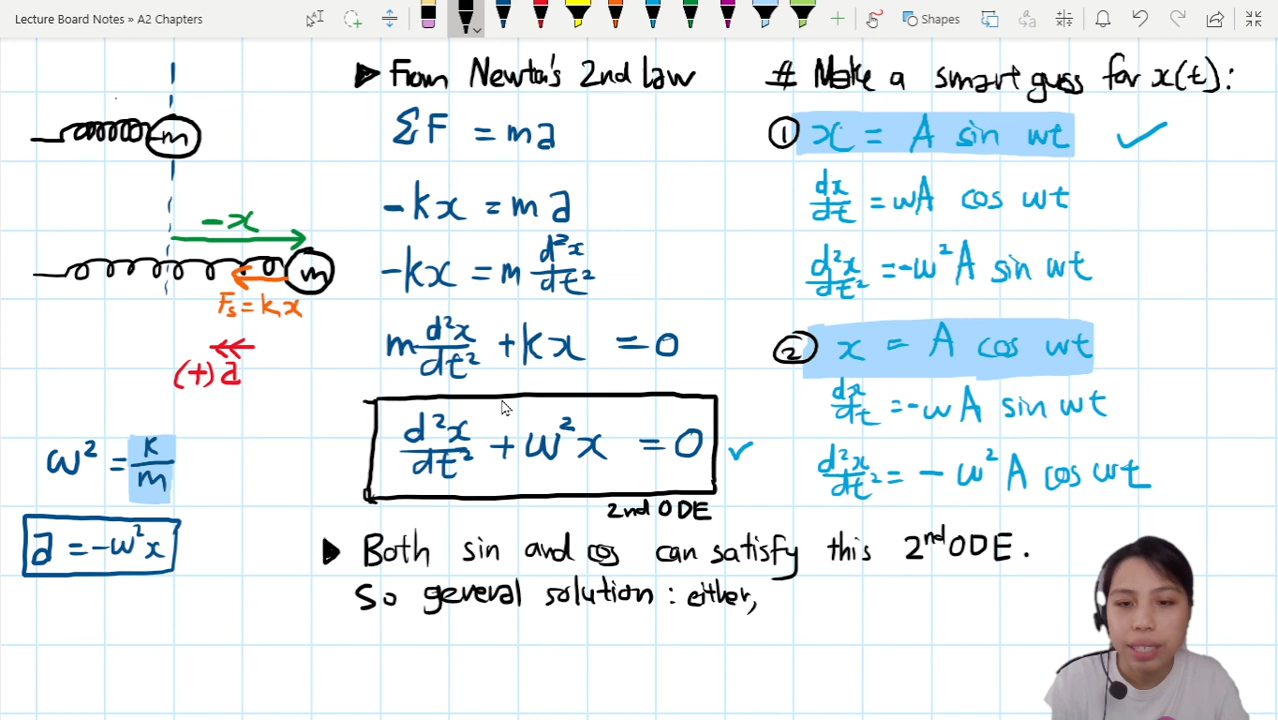 Lecture Board Notes » A2 Chapters
Shapes
m
-x
m
Fs = k x
(+) a
ω² = k/m
a = -ω²x
▶ From Newton's 2nd law
ΣF = ma
-kx = ma
-kx = m d²x/dt²
m d²x/dt² + kx = 0
d²x/dt² + ω²x = 0
2nd ODE
# Make a smart guess for x(t):
① x = A sin ωt ✓
dx/dt = ωA cos ωt
d²x/dt² = -ω²A sin ωt
② x = A cos ωt
dx/dt = -ωA sin ωt
d²x/dt² = -ω²A cos ωt
▶ Both sin and cos can satisfy this 2nd ODE.
So general solution: either,